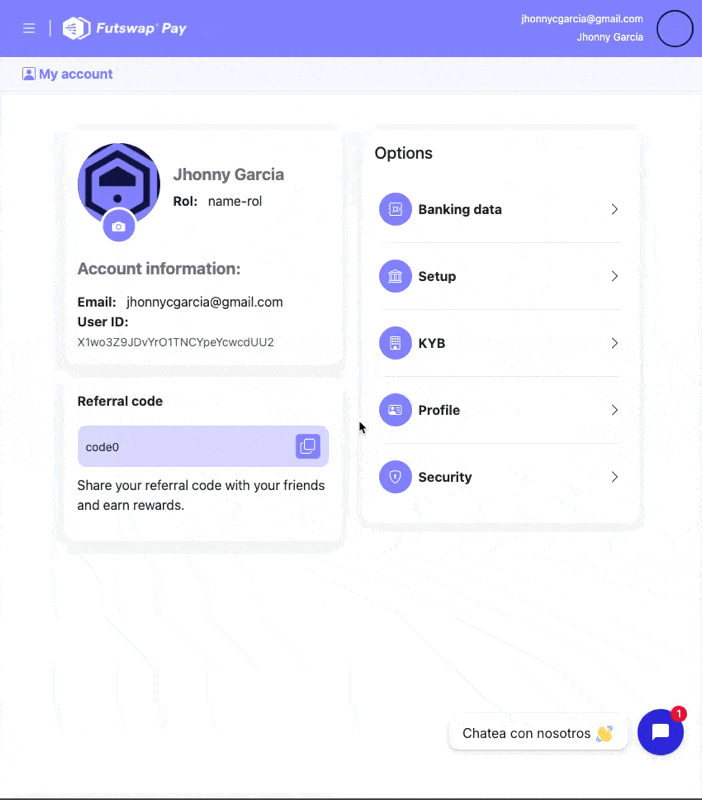 Futswap® Pay
jhonnycgarcia@gmail.com
Jhonny Garcia
My account
Jhonny Garcia
Rol: name-rol
Account information:
Email: jhonnycgarcia@gmail.com
User ID:
X1wo3Z9JDvYrO1TNCYpeYcwcdUU2
Referral code
code0
Share your referral code with your friends
and earn rewards.
Options
Banking data
Setup
KYB
Profile
Security
Chatea con nosotros 👋
1